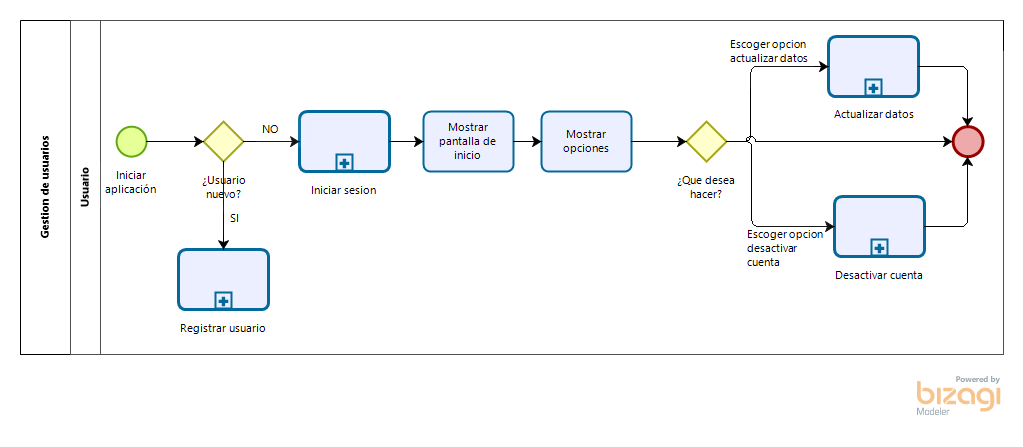 Gestion de usuarios
Usuario
Iniciar
aplicación
¿Usuario
nuevo?
NO
SI
Registrar usuario
Iniciar sesion
Mostrar
pantalla de
inicio
Mostrar
opciones
¿Que desea
hacer?
Escoger opcion
actualizar datos
Actualizar datos
Escoger opcion
desactivar
cuenta
Desactivar cuenta
Powered by
bizagi
Modeler